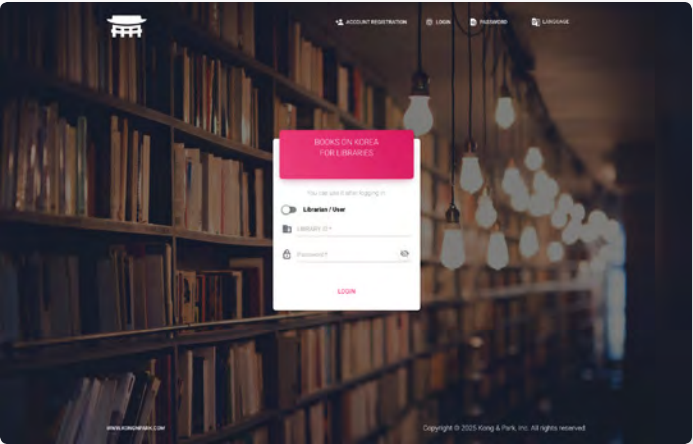 ACCOUNT REGISTRATION
LOGIN
PASSWORD
LANGUAGE
BOOKS ON KOREA
FOR LIBRARIES
You can use it after logging in
Librarian / User
LIBRARY ID *
Password *
LOGIN
WWW.KONGNPARK.COM
Copyright © 2025 Kong & Park, Inc. All rights reserved